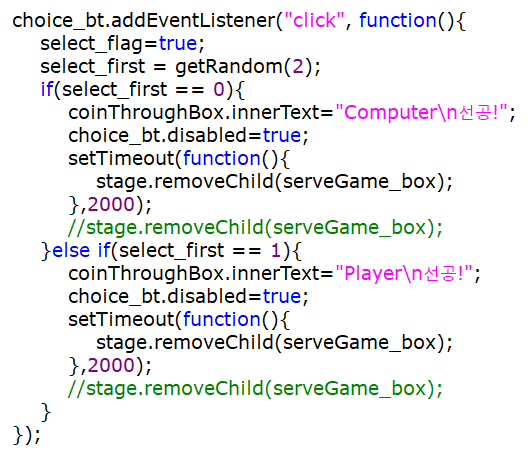 choice_bt.addEventListener("click", function(){
    select_flag=true;
    select_first = getRandom(2);
    if(select_first == 0){
        coinThroughBox.innerText="Computer\n선공!";
        choice_bt.disabled=true;
        setTimeout(function(){
            stage.removeChild(serveGame_box);
        },2000);
        //stage.removeChild(serveGame_box);
    }else if(select_first == 1){
        coinThroughBox.innerText="Player\n선공!";
        choice_bt.disabled=true;
        setTimeout(function(){
            stage.removeChild(serveGame_box);
        },2000);
        //stage.removeChild(serveGame_box);
    }
});